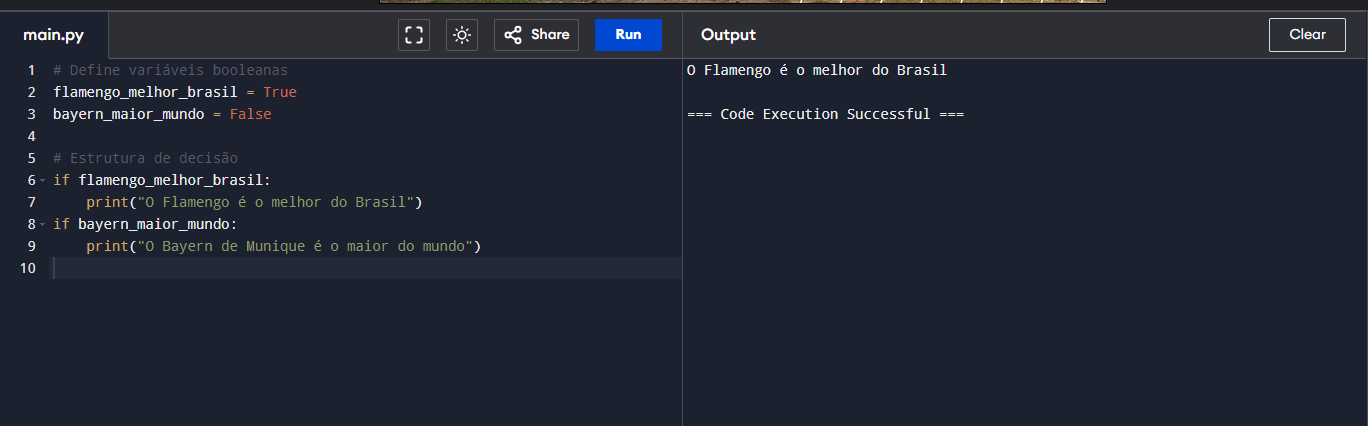 main.py
Share
Run
Output
Clear
1 # Define variáveis booleanas
2 flamengo_melhor_brasil = True
3 bayern_maior_mundo = False
4
5 # Estrutura de decisão
6 if flamengo_melhor_brasil:
7     print("O Flamengo é o melhor do Brasil")
8 if bayern_maior_mundo:
9     print("O Bayern de Munique é o maior do mundo")
10
O Flamengo é o melhor do Brasil
=== Code Execution Successful ===